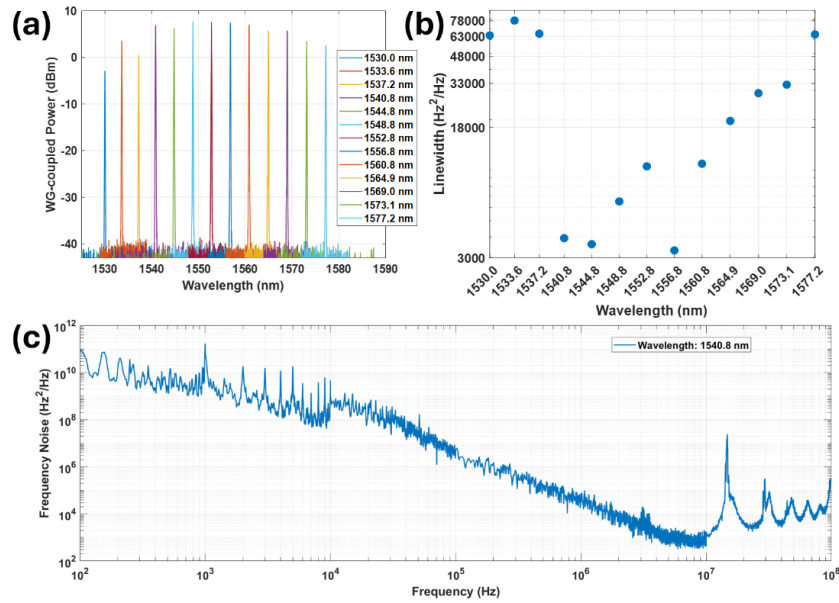 (a)
WG-coupled Power (dBm)
10
0
-10
-20
-30
-40
1530
1540
1550
1560
1570
1580
1590
Wavelength (nm)
1530.0 nm
1533.6 nm
1537.2 nm
1540.8 nm
1544.8 nm
1548.8 nm
1552.8 nm
1556.8 nm
1560.8 nm
1564.9 nm
1569.0 nm
1573.1 nm
1577.2 nm
(b)
Linewidth (Hz²/Hz)
78000
63000
48000
33000
18000
3000
1530.0
1533.6
1537.2
1540.8
1544.8
1548.8
1552.8
1556.8
1560.8
1564.9
1569.0
1573.1
1577.2
Wavelength (nm)
(c)
Frequency Noise (Hz²/Hz)
10¹²
10¹⁰
10⁸
10⁶
10⁴
10²
Wavelength: 1540.8 nm
10²
10³
10⁴
10⁵
10⁶
10⁷
10⁸
Frequency (Hz)